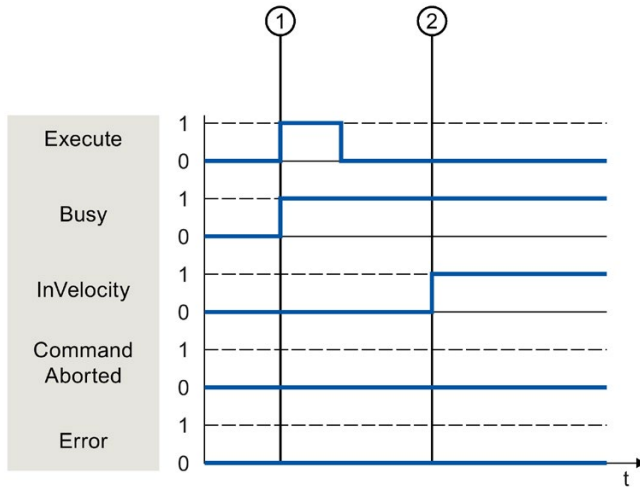 1 2
Execute 1
0
Busy 1
0
InVelocity 1
0
Command Aborted 1
0
Error 1
0
t